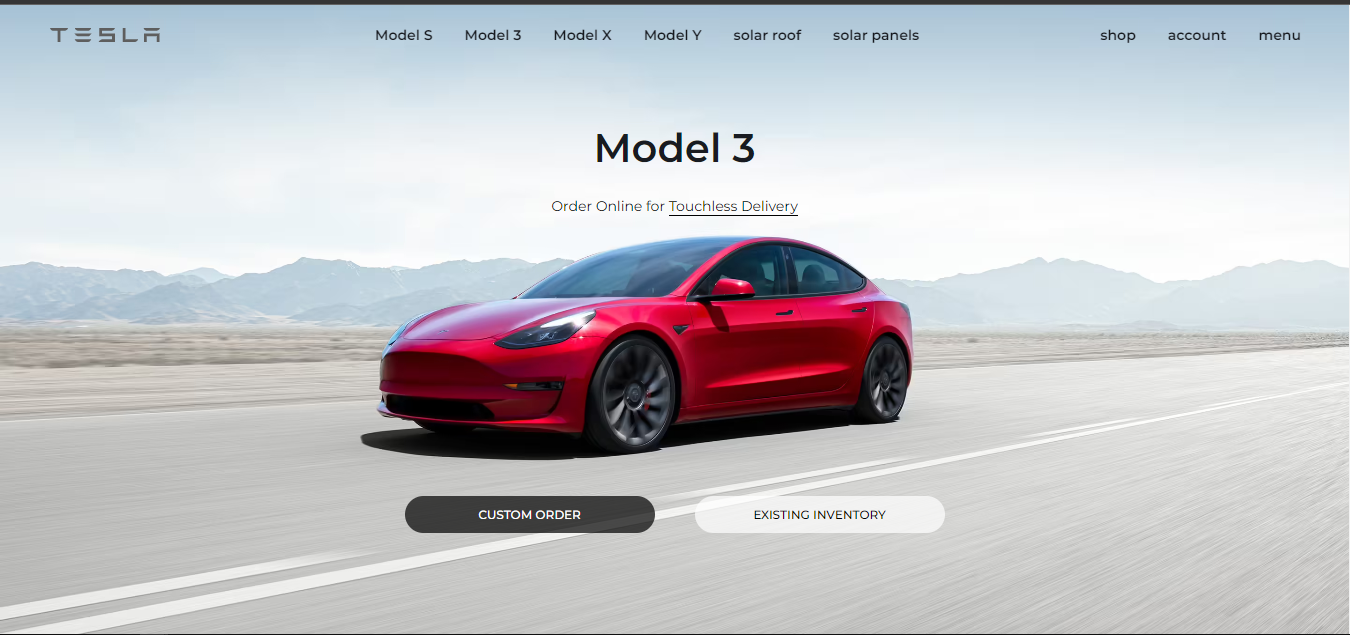 TESLA Model S Model 3 Model X Model Y solar roof solar panels shop account menu
Model 3
Order Online for Touchless Delivery
CUSTOM ORDER EXISTING INVENTORY